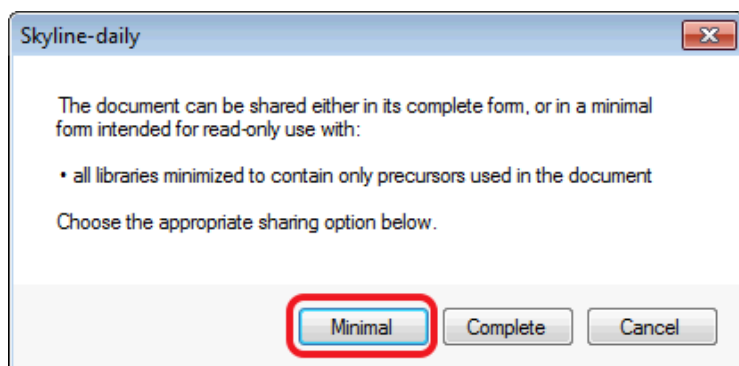 Skyline-daily
The document can be shared either in its complete form, or in a minimal
form intended for read-only use with:
• all libraries minimized to contain only precursors used in the document
Choose the appropriate sharing option below.
Minimal Complete Cancel